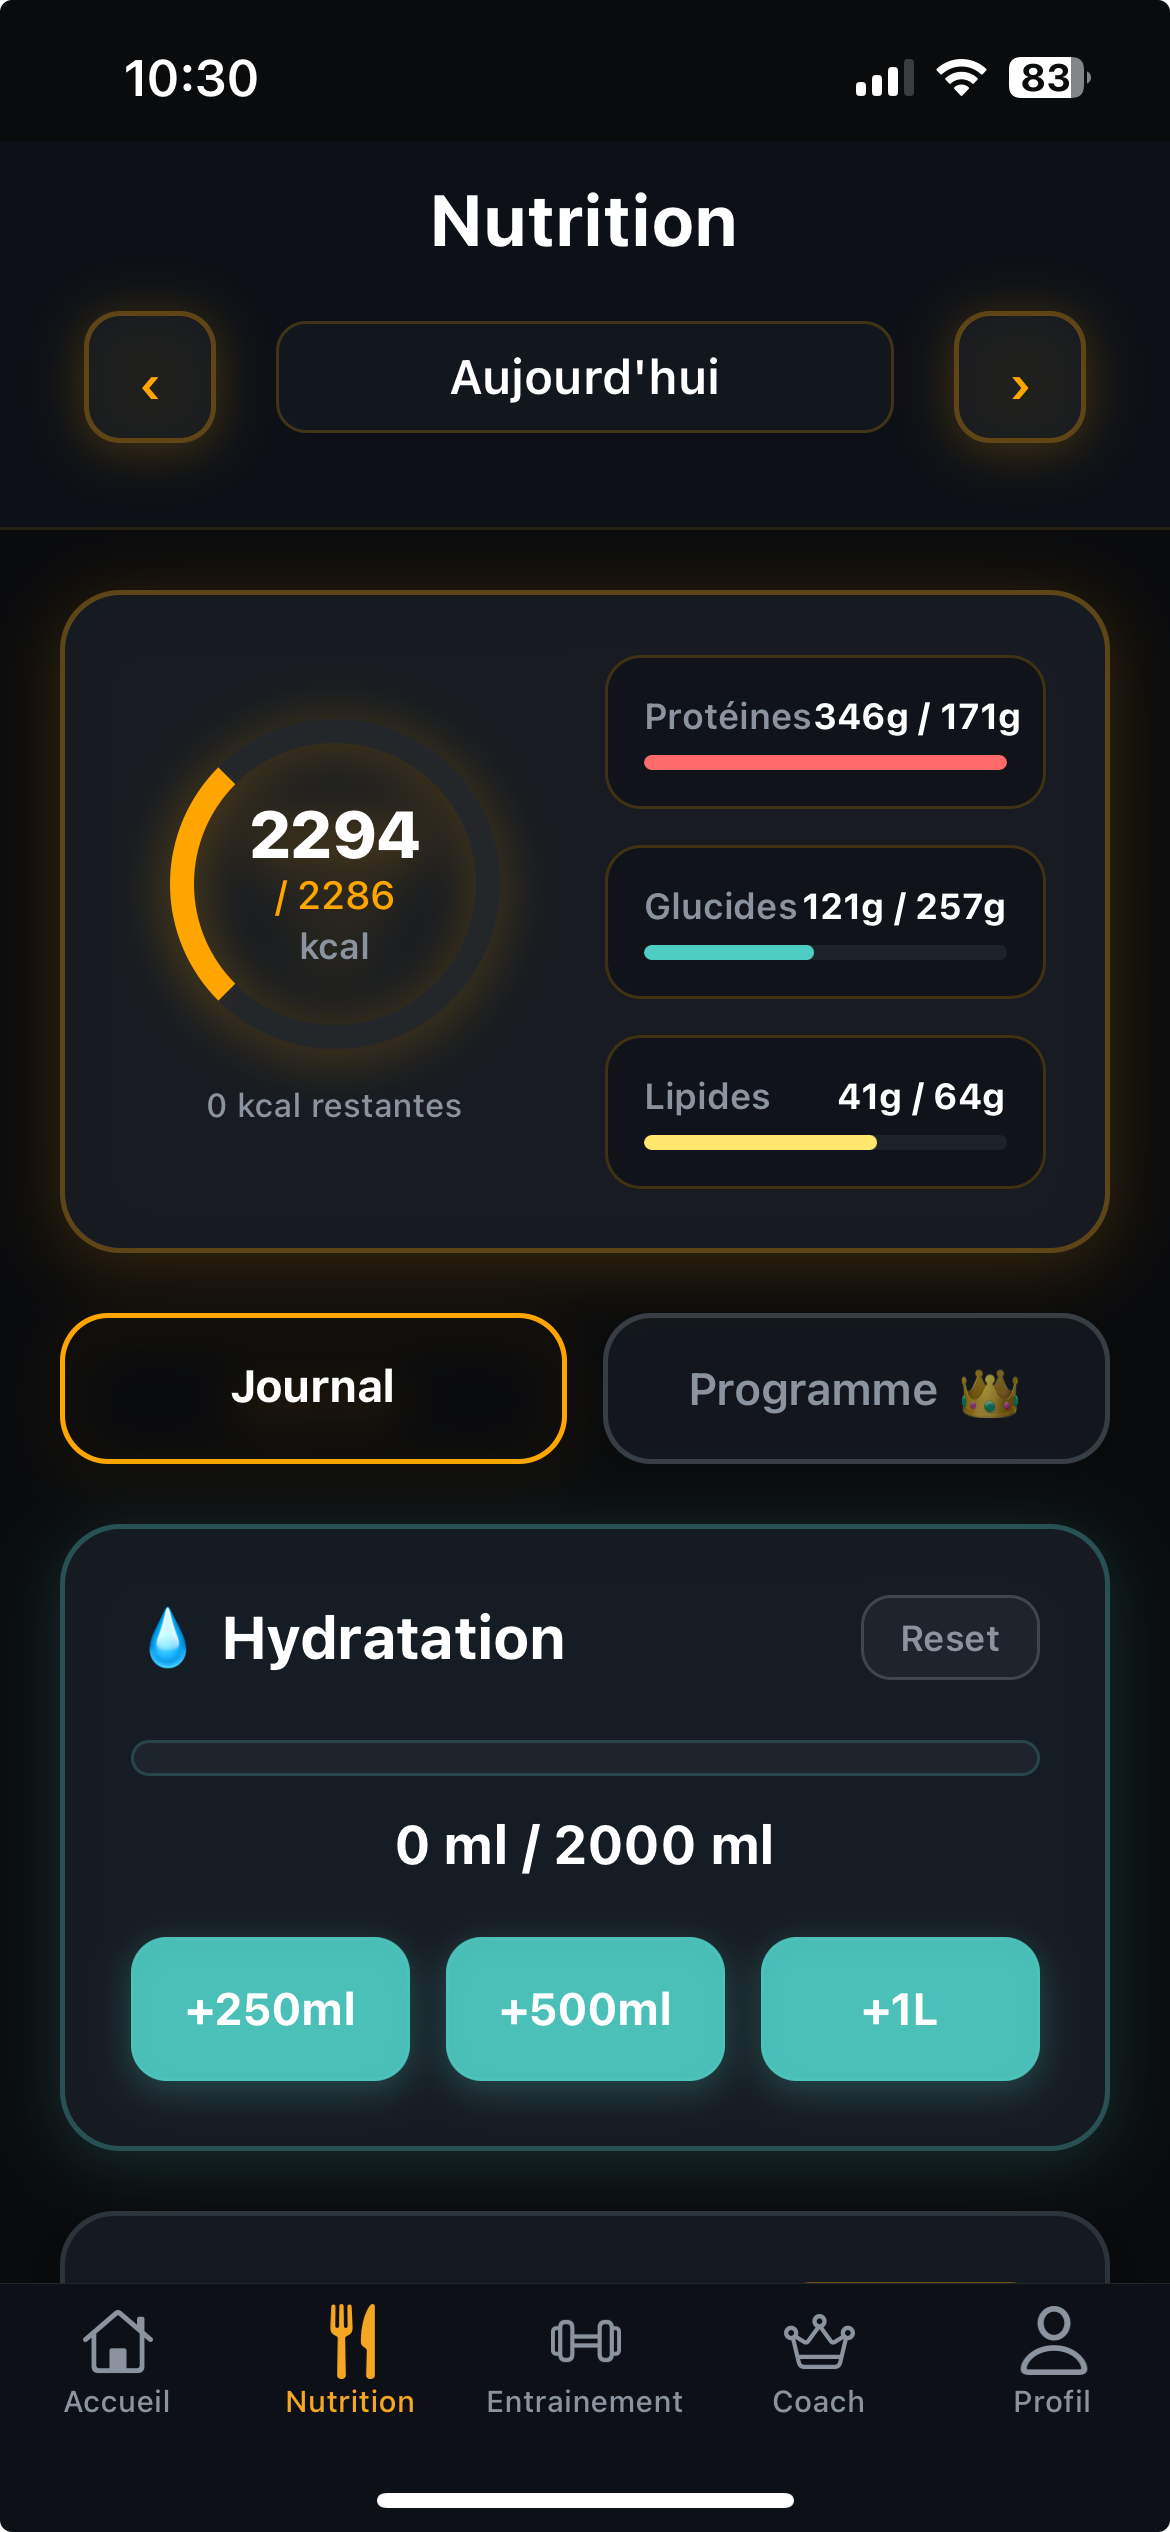 10:30
83
Nutrition
‹ Aujourd'hui ›
2294
/ 2286
kcal
0 kcal restantes
Protéines 346g / 171g
Glucides 121g / 257g
Lipides 41g / 64g
Journal
Programme
Hydratation
Reset
0 ml / 2000 ml
+250ml
+500ml
+1L
Accueil
Nutrition
Entrainement
Coach
Profil